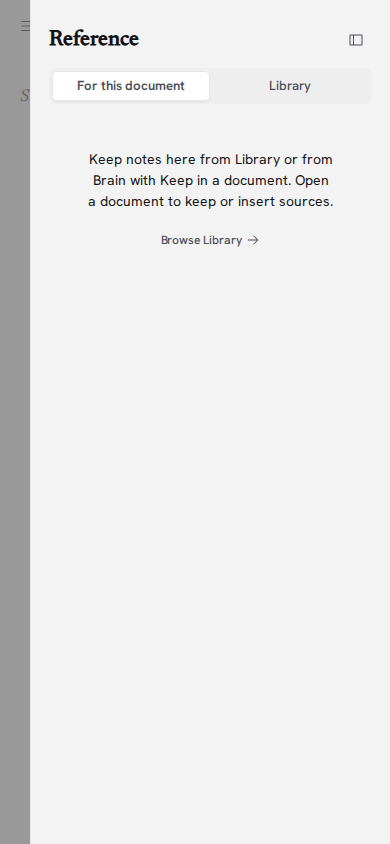 Reference
For this document
Library
Keep notes here from Library or from
Brain with Keep in a document. Open
a document to keep or insert sources.
Browse Library →
S